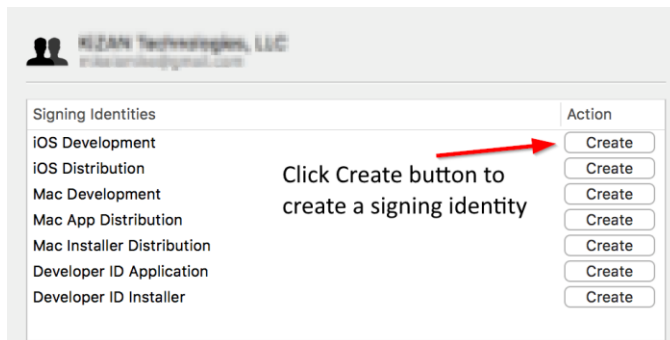 Signing Identities Action
iOS Development Create
iOS Distribution Create
Click Create button to
Mac Development Create
create a signing identity
Mac App Distribution Create
Mac Installer Distribution Create
Developer ID Application Create
Developer ID Installer Create